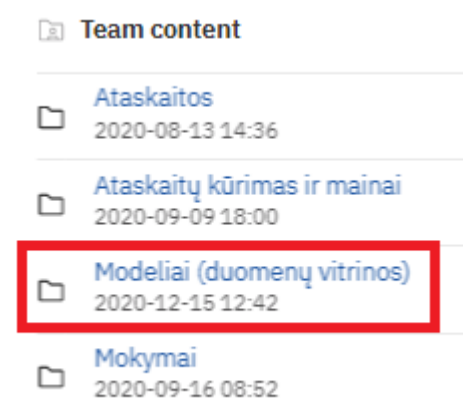 Team content
Ataskaitos
2020-08-13 14:36
Ataskaitų kūrimas ir mainai
2020-09-09 18:00
Modeliai (duomenų vitrinos)
2020-12-15 12:42
Mokymai
2020-09-16 08:52